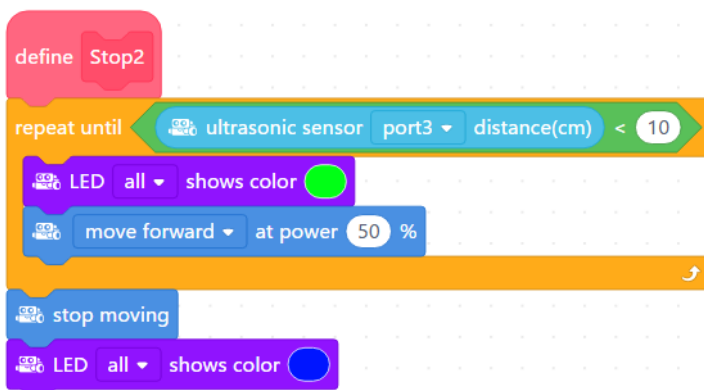 define Stop2
repeat until ultrasonic sensor port3 distance(cm) < 10
LED all shows color
move forward at power 50 %
stop moving
LED all shows color